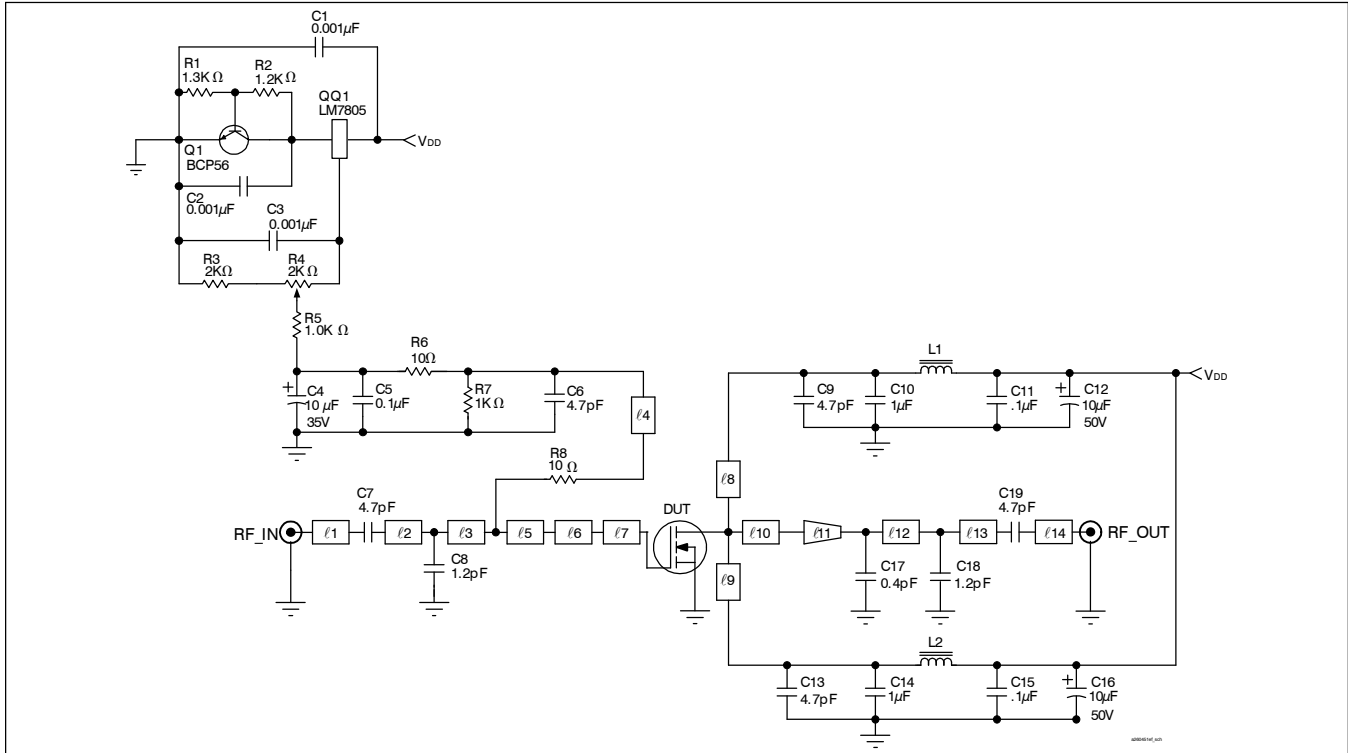 C1
0.001µF
R1
1.3KΩ
R2
1.2KΩ
QQ1
LM7805
VDD
Q1
BCP56
C2
0.001µF
C3
0.001µF
R3
2KΩ
R4
2KΩ
R5
1.0K Ω
R6
10Ω
C4
10 µF
35V
C5
0.1µF
R7
1KΩ
C6
4.7pF
ℓ4
R8
10 Ω
L1
VDD
C9
4.7pF
C10
1µF
C11
.1µF
C12
10µF
50V
ℓ8
RF_IN
ℓ1
C7
4.7pF
ℓ2
ℓ3
ℓ5
ℓ6
ℓ7
C8
1.2pF
DUT
ℓ10
ℓ11
ℓ12
ℓ13
C19
4.7pF
ℓ14
RF_OUT
ℓ9
C17
0.4pF
C18
1.2pF
L2
C13
4.7pF
C14
1µF
C15
.1µF
C16
10µF
50V